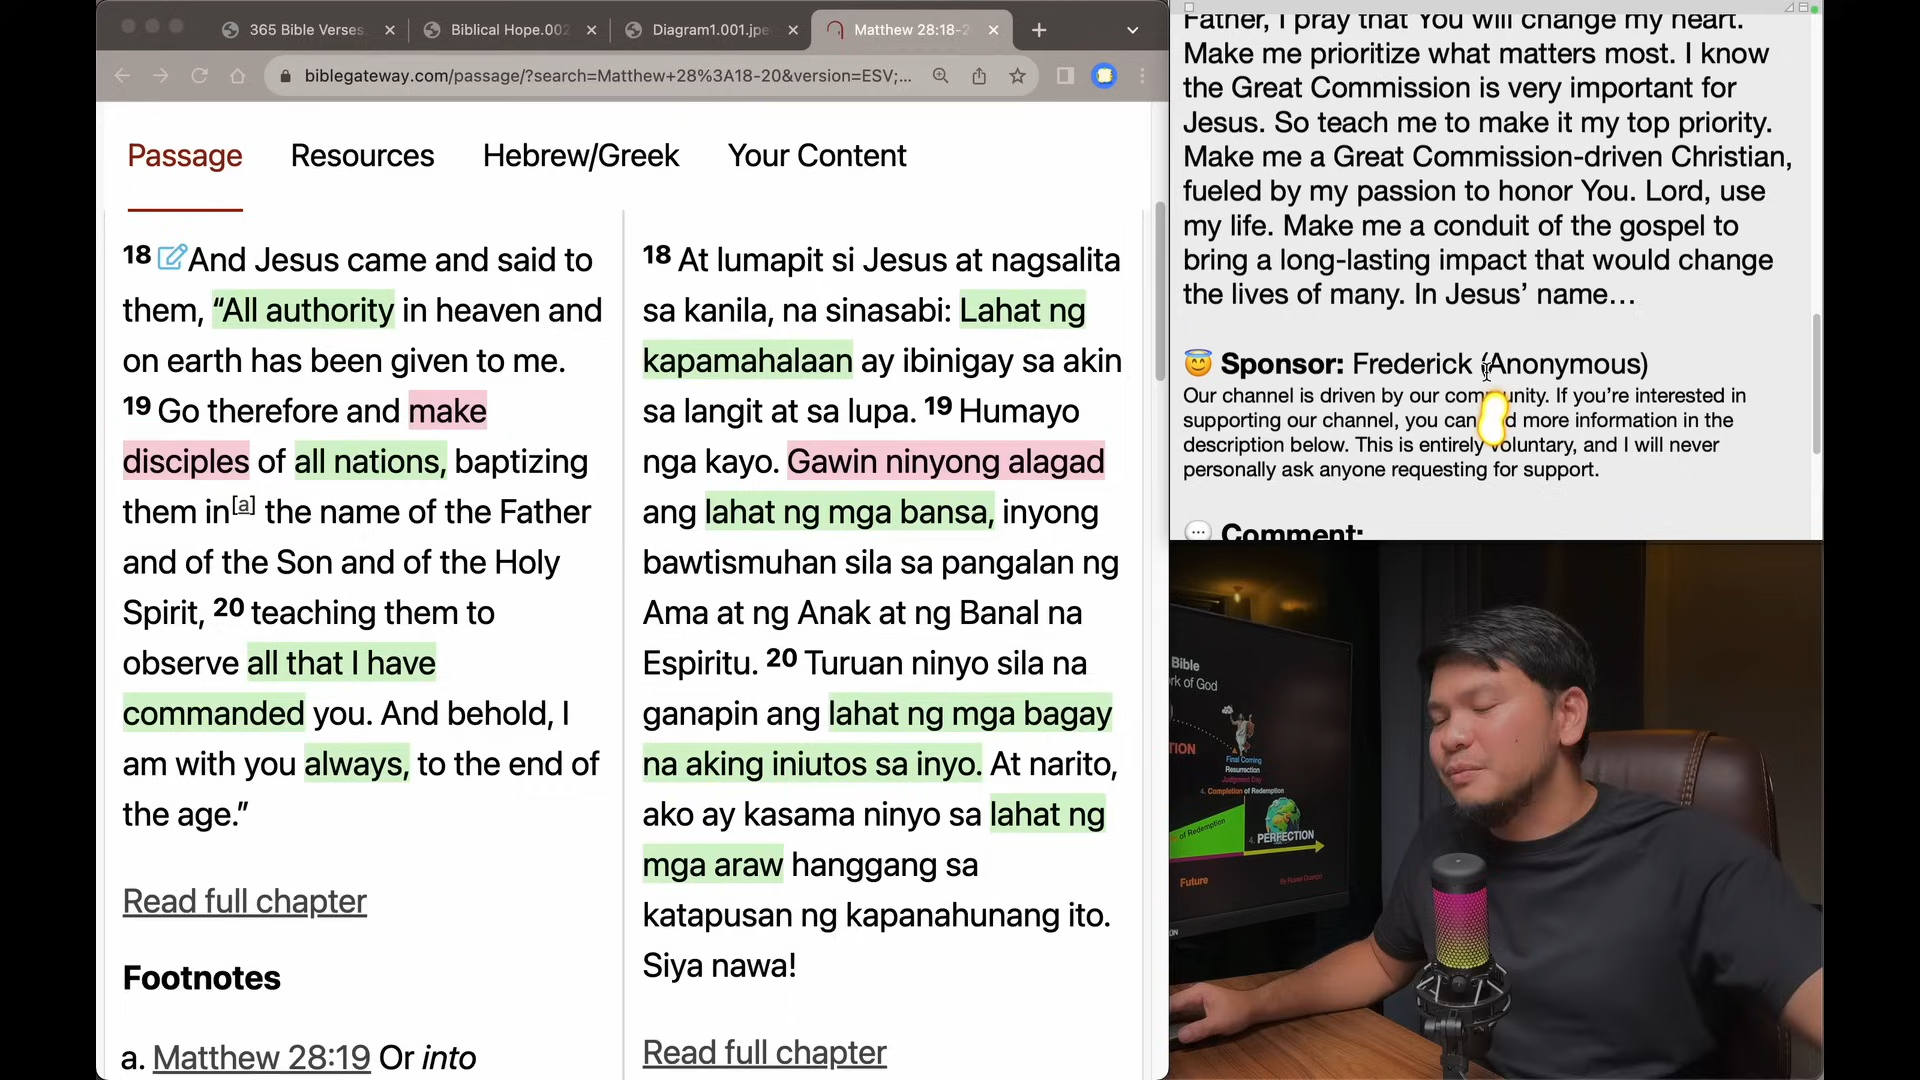 365 Bible Verses
Biblical Hope.002
Diagram1.001.jpe
Matthew 28:18-2
biblegateway.com/passage/?search=Matthew+28%3A18-20&version=ESV;...
Passage
Resources
Hebrew/Greek
Your Content
18 And Jesus came and said to
them, “All authority in heaven and
on earth has been given to me.
19 Go therefore and make
disciples of all nations, baptizing
them in[a] the name of the Father
and of the Son and of the Holy
Spirit, 20 teaching them to
observe all that I have
commanded you. And behold, I
am with you always, to the end of
the age.”
Read full chapter
Footnotes
a. Matthew 28:19 Or into
18 At lumapit si Jesus at nagsalita
sa kanila, na sinasabi: Lahat ng
kapamahalaan ay ibinigay sa akin
sa langit at sa lupa. 19 Humayo
nga kayo. Gawin ninyong alagad
ang lahat ng mga bansa, inyong
bawtismuhan sila sa pangalan ng
Ama at ng Anak at ng Banal na
Espiritu. 20 Turuan ninyo sila na
ganapin ang lahat ng mga bagay
na aking iniutos sa inyo. At narito,
ako ay kasama ninyo sa lahat ng
mga araw hanggang sa
katapusan ng kapanahunang ito.
Siya nawa!
Read full chapter
Father, I pray that You will change my heart.
Make me prioritize what matters most. I know
the Great Commission is very important for
Jesus. So teach me to make it my top priority.
Make me a Great Commission-driven Christian,
fueled by my passion to honor You. Lord, use
my life. Make me a conduit of the gospel to
bring a long-lasting impact that would change
the lives of many. In Jesus’ name…
Sponsor: Frederick (Anonymous)
Our channel is driven by our community. If you’re interested in
supporting our channel, you can more information in the
description below. This is entirely voluntary, and I will never
personally ask anyone requesting for support.
Comment:
Bible
rk of God
TION
Final Coming
Resurrection
Judgment Day
4. Completion of Redemption
of Redemption
4. PERFECTION
Future